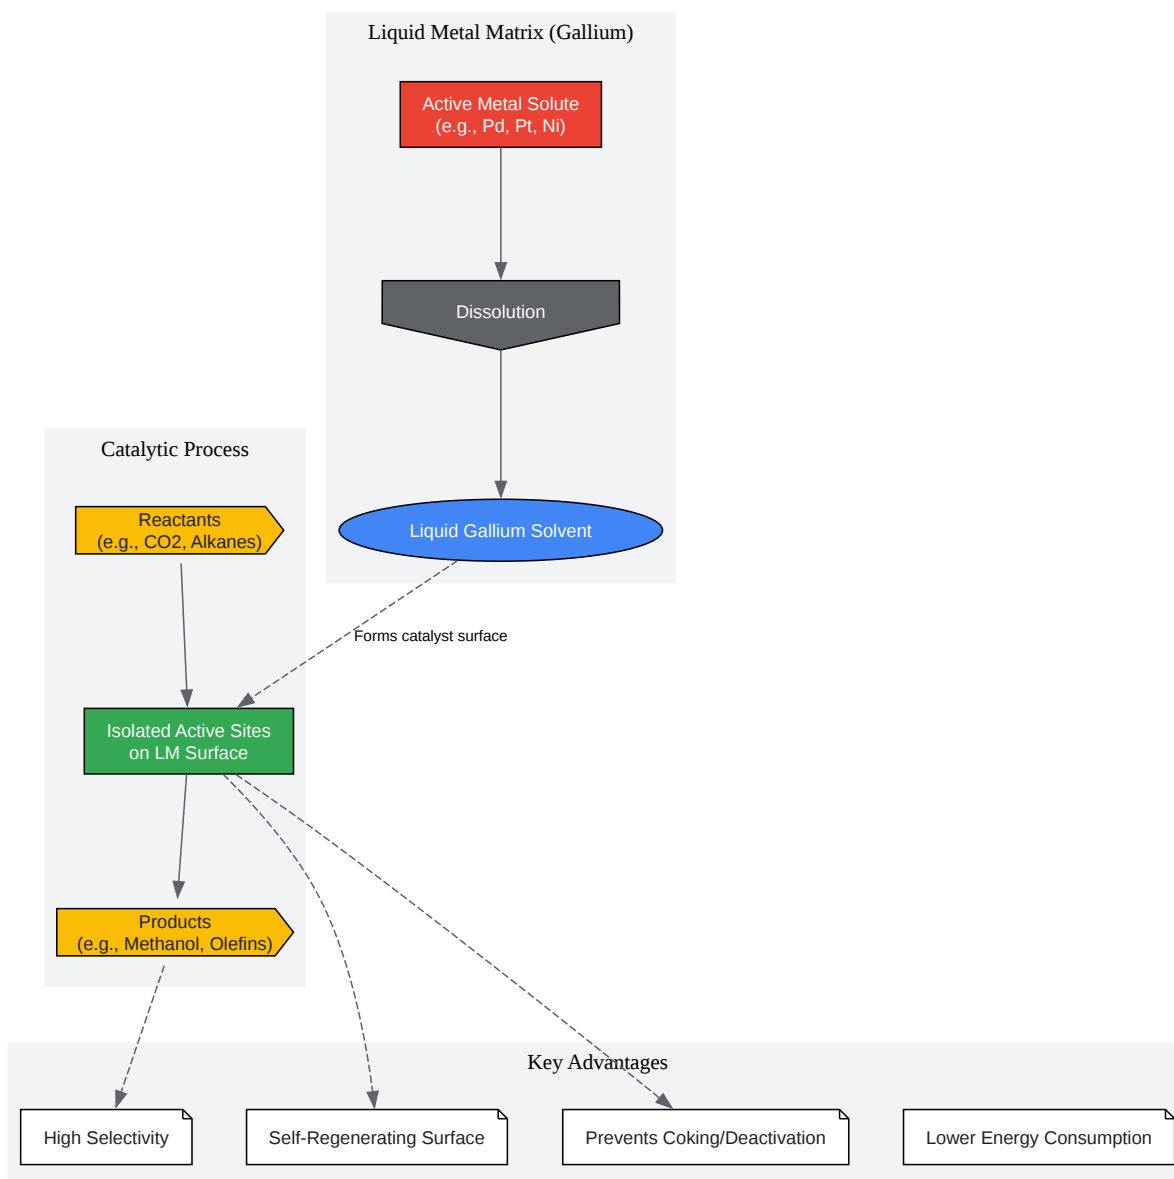 Liquid Metal Matrix (Gallium)
Active Metal Solute
(e.g., Pd, Pt, Ni)
Dissolution
Liquid Gallium Solvent
Forms catalyst surface
Catalytic Process
Reactants
(e.g., CO2, Alkanes)
Isolated Active Sites
on LM Surface
Products
(e.g., Methanol, Olefins)
Key Advantages
High Selectivity
Self-Regenerating Surface
Prevents Coking/Deactivation
Lower Energy Consumption